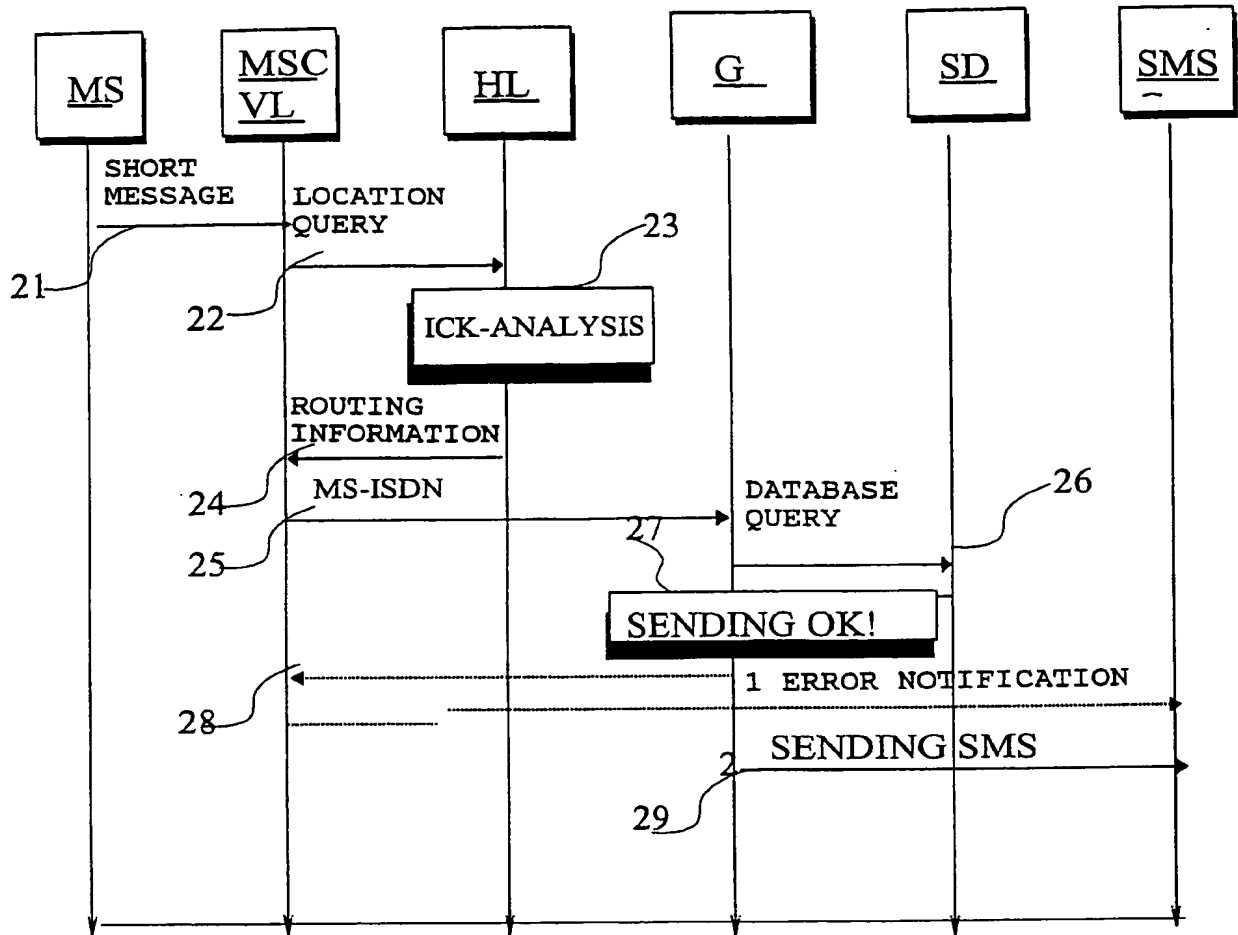 MS
MSC
VL
HL
G
SD
SMS
SHORT
MESSAGE
LOCATION
QUERY
23
21
22
ICK-ANALYSIS
ROUTING
INFORMATION
24
MS-ISDN
DATABASE
QUERY
26
27
25
SENDING OK!
1 ERROR NOTIFICATION
28
SENDING SMS
2
29